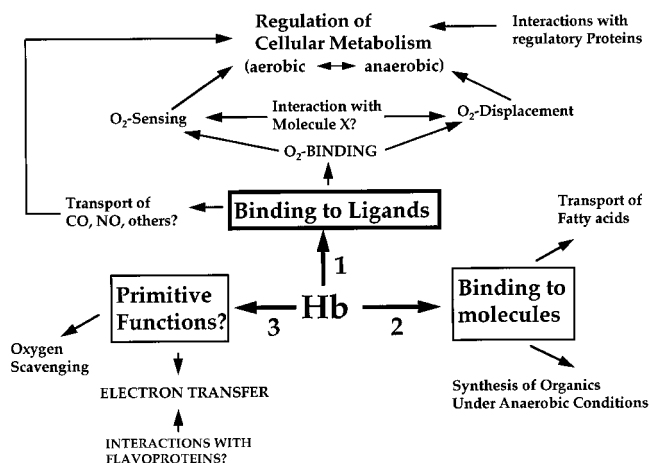 Regulation of
Cellular Metabolism
(aerobic anaerobic)
Interactions with
regulatory Proteins
Interaction with
Molecule X?
O₂-Sensing
O₂-Displacement
O₂-BINDING
Transport of
CO, NO, others?
Binding to Ligands
Transport of
Fatty acids
1
Primitive
Functions?
3
Hb
2
Binding to
molecules
Oxygen
Scavenging
ELECTRON TRANSFER
Synthesis of Organics
Under Anaerobic Conditions
INTERACTIONS WITH
FLAVOPROTEINS?